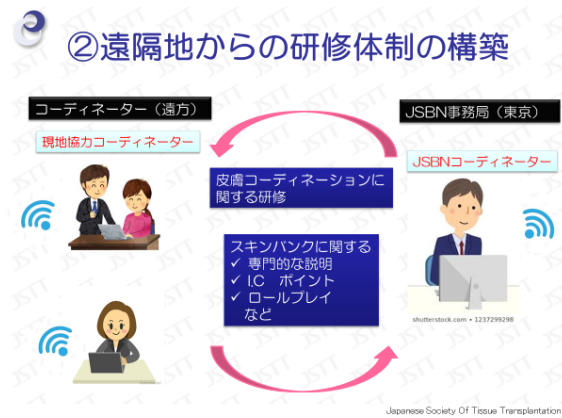 ②遠隔地からの研修体制の構築
コーディネーター（遠方）
現地協力コーディネーター
JSBN事務局（東京）
JSBNコーディネーター
皮膚コーディネーションに
関する研修
スキンバンクに関する
✓ 専門的な説明
✓ I.C　ポイント
✓ ロールプレイ
など
shutterstock.com • 1237299298
Japanese Society Of Tissue Transplantation
JSTT